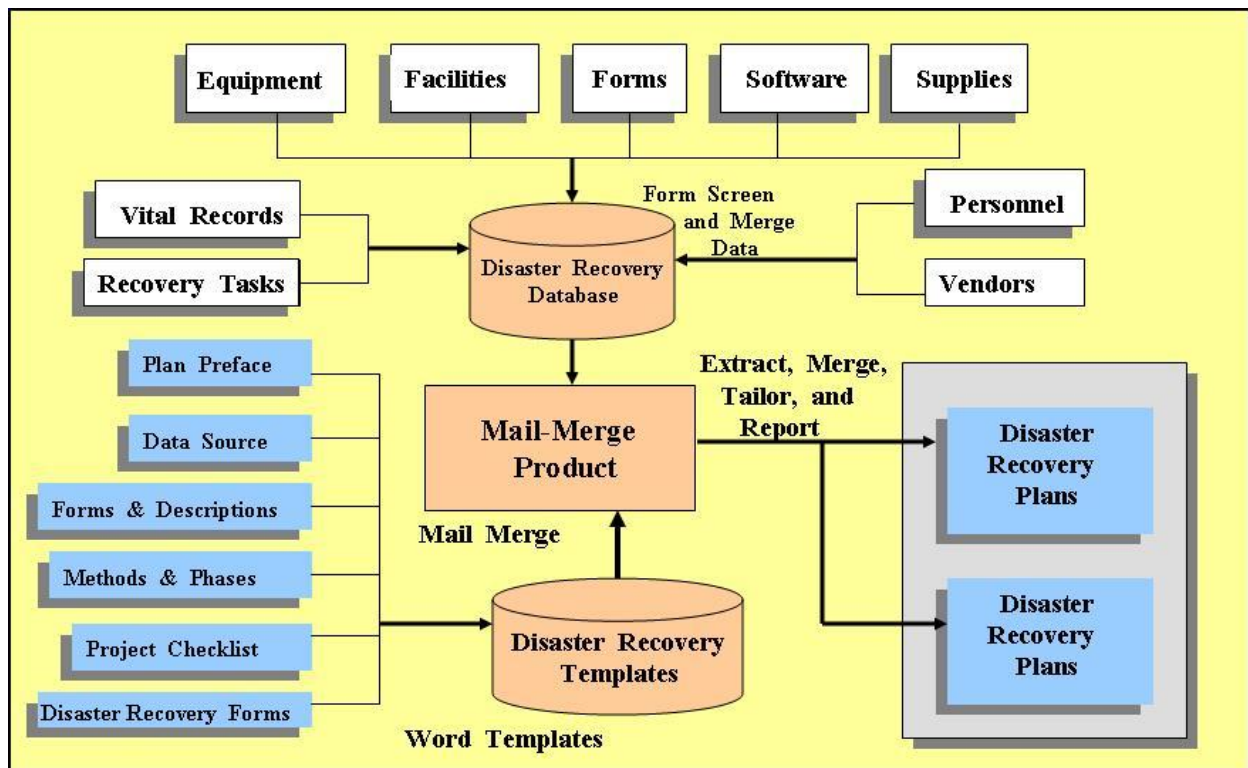 Equipment
Facilities
Forms
Software
Supplies
Vital Records
Recovery Tasks
Form Screen
and Merge
Data
Personnel
Vendors
Disaster Recovery
Database
Plan Preface
Data Source
Forms & Descriptions
Methods & Phases
Project Checklist
Disaster Recovery Forms
Mail-Merge
Product
Extract, Merge,
Tailor, and
Report
Mail Merge
Disaster Recovery
Templates
Word Templates
Disaster
Recovery
Plans
Disaster
Recovery
Plans